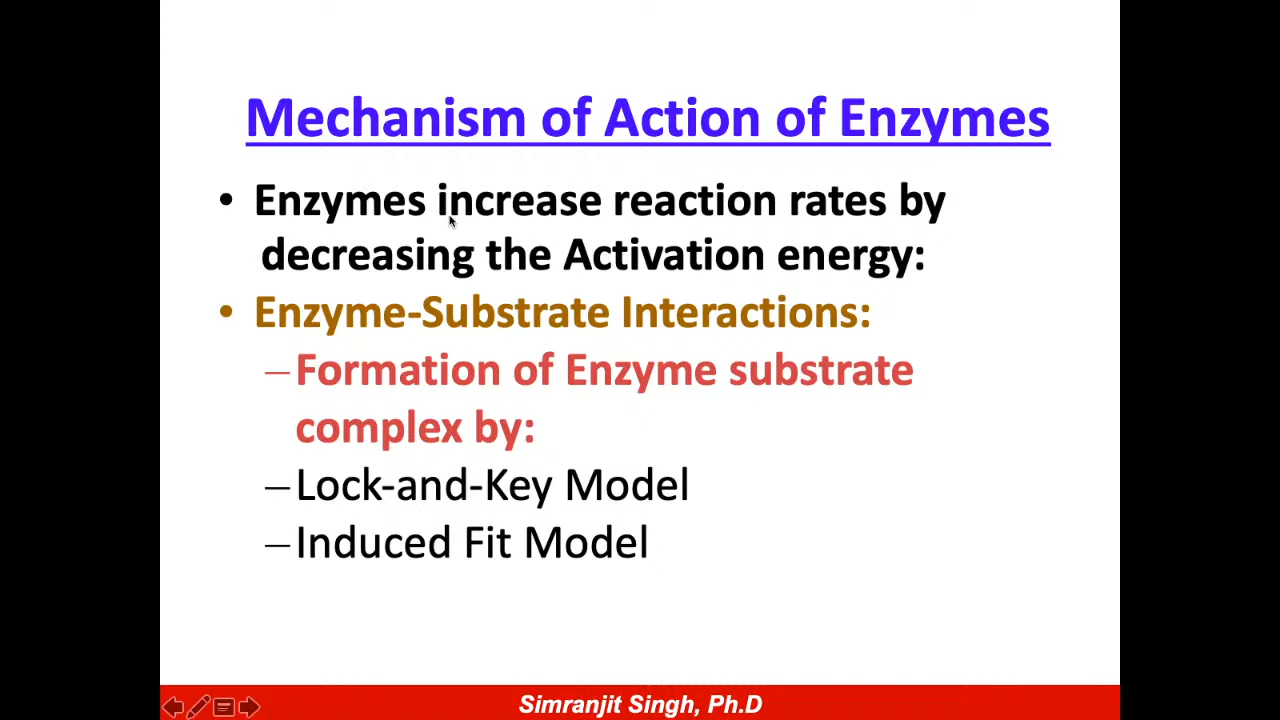 Mechanism of Action of Enzymes
• Enzymes increase reaction rates by
decreasing the Activation energy:
• Enzyme-Substrate Interactions:
–Formation of Enzyme substrate
complex by:
–Lock-and-Key Model
–Induced Fit Model
Simranjit Singh, Ph.D